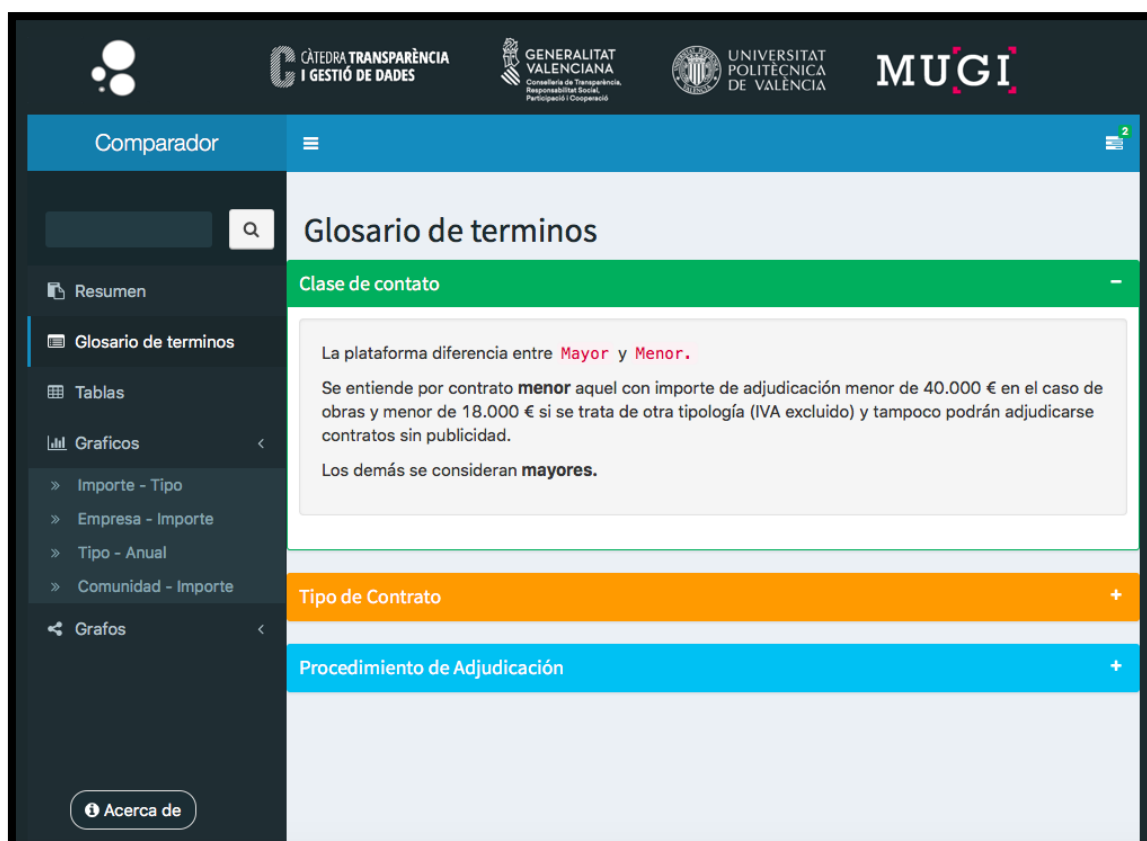 CÀTEDRA TRANSPARÈNCIA
I GESTIÓ DE DADES
GENERALITAT
VALENCIANA
Conselleria de Transparència,
Responsabilitat Social,
Participació i Cooperació
UNIVERSITAT
POLITÈCNICA
DE VALÈNCIA
MUGI
Comparador
2
Resumen
Glosario de terminos
Tablas
Graficos
Importe - Tipo
Empresa - Importe
Tipo - Anual
Comunidad - Importe
Grafos
Acerca de
Glosario de terminos
Clase de contato
La plataforma diferencia entre Mayor y Menor.
Se entiende por contrato menor aquel con importe de adjudicación menor de 40.000 € en el caso de
obras y menor de 18.000 € si se trata de otra tipología (IVA excluido) y tampoco podrán adjudicarse
contratos sin publicidad.
Los demás se consideran mayores.
Tipo de Contrato
Procedimiento de Adjudicación